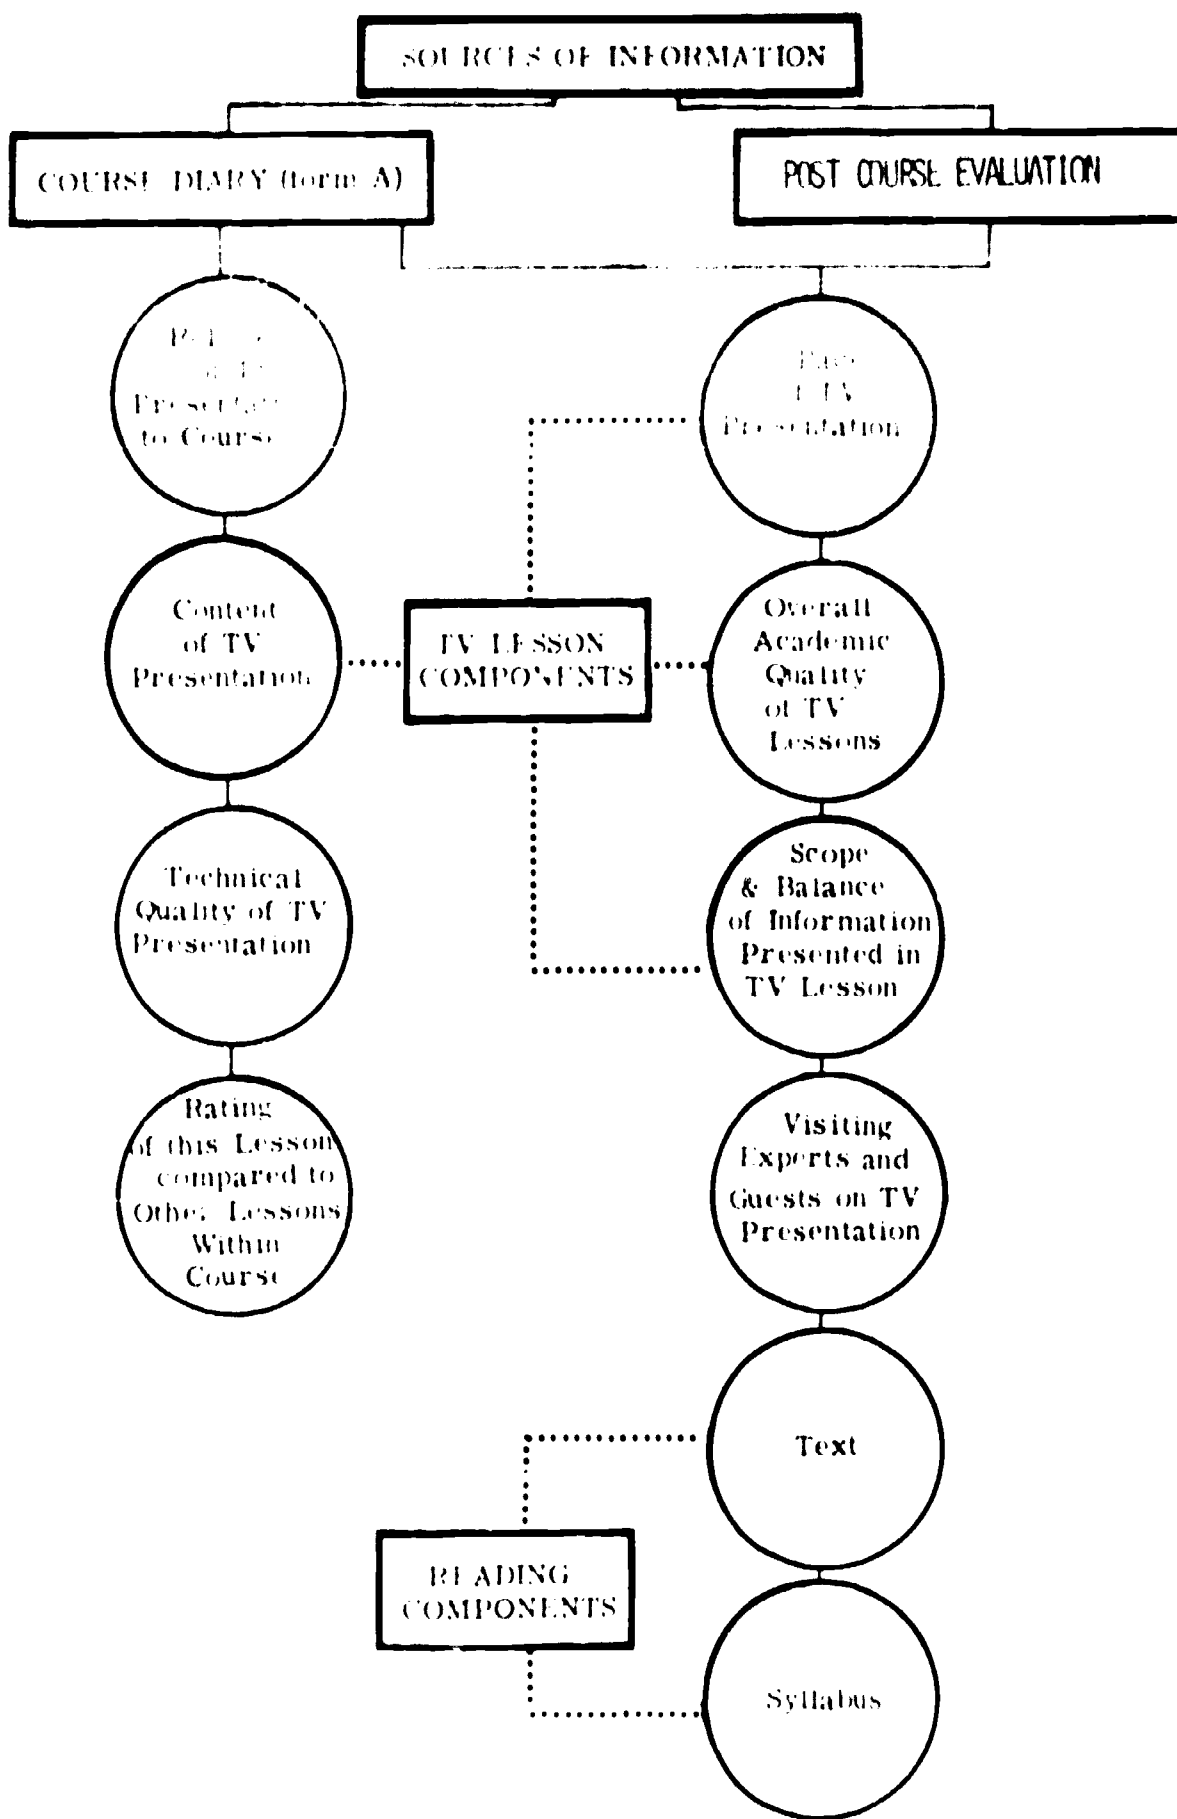 SOURCES OF INFORMATION
COURSE DIARY (form A)
POST COURSE EVALUATION
to Course
Presentation
Content
of TV
Presentation
TV LESSON
COMPONENTS
Overall
Academic
Quality
of TV
Lessons
Technical
Quality of TV
Presentation
Scope
& Balance
of Information
Presented in
TV Lesson
Rating
of this Lesson
compared to
Other Lessons
Within
Course
Visiting
Experts and
Guests on TV
Presentation
Text
READING
COMPONENTS
Syllabus